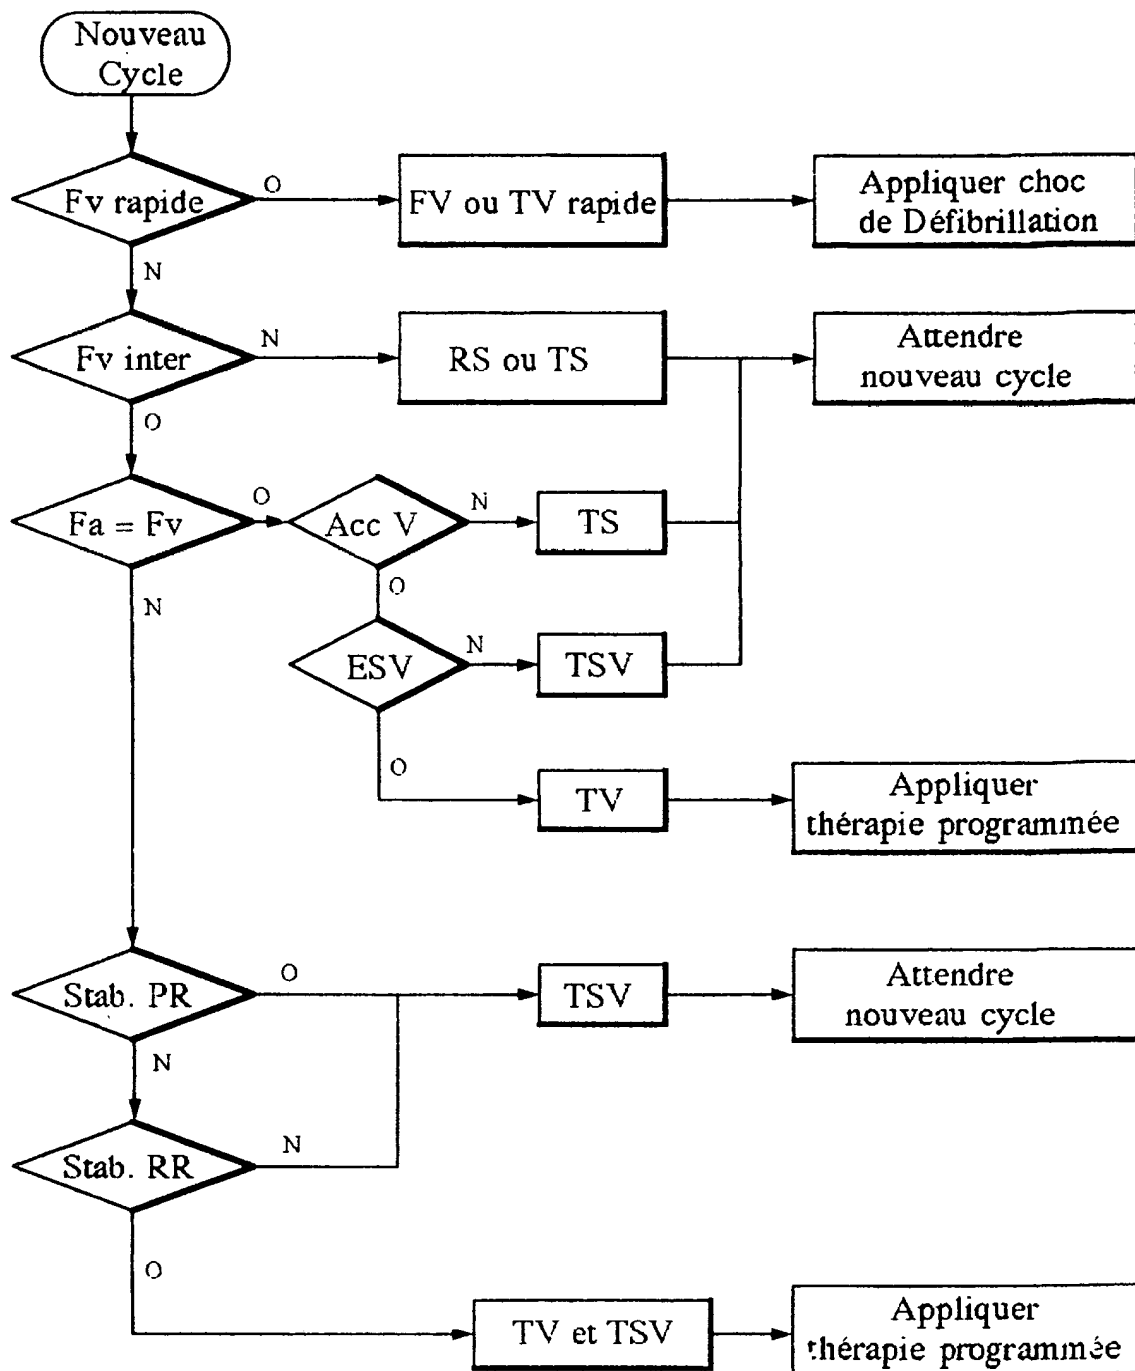 Nouveau
Cycle
Fv rapide
O
FV ou TV rapide
Appliquer choc
de Défibrillation
N
Fv inter
N
RS ou TS
Attendre
nouveau cycle
O
Fa = Fv
O
Acc V
N
TS
N
O
ESV
N
TSV
O
TV
Appliquer
thérapie programmée
Stab. PR
O
TSV
Attendre
nouveau cycle
N
Stab. RR
N
O
TV et TSV
Appliquer
thérapie programmée